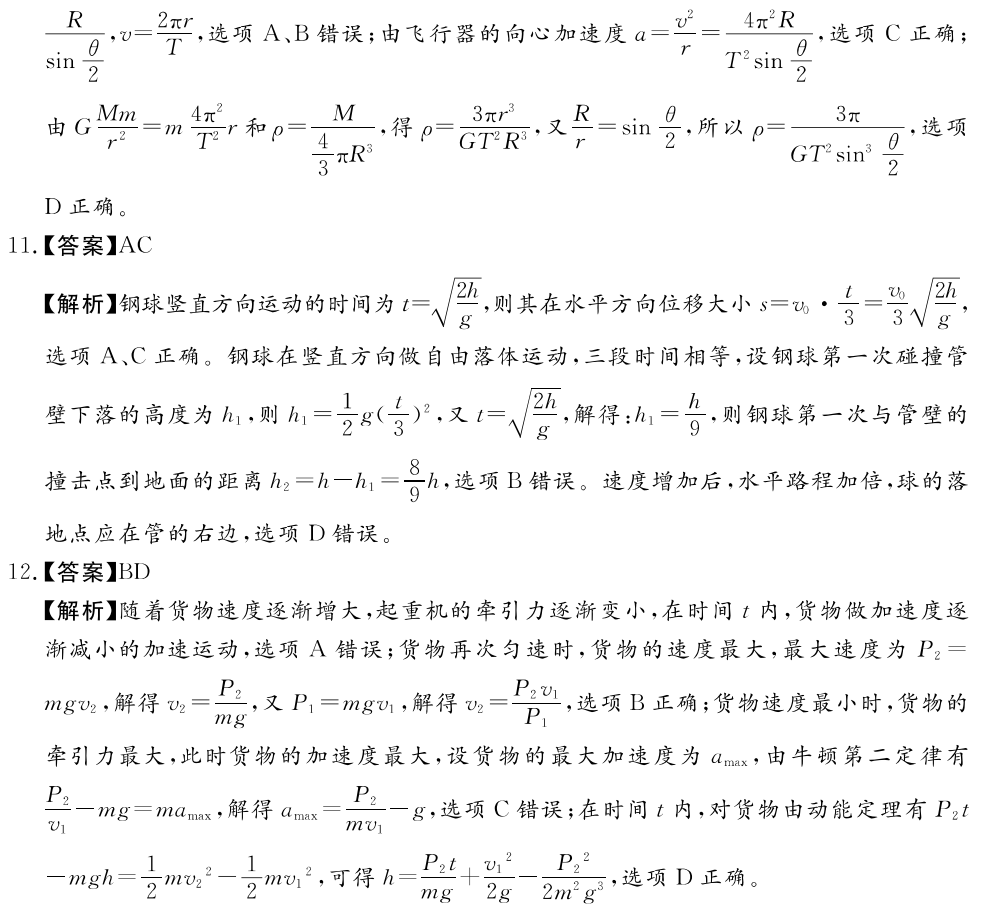 $\dfrac{R}{\sin\dfrac{\theta}{2}}$,$v=\dfrac{2\pi r}{T}$,选项 A、B 错误;由飞行器的向心加速度 $a=\dfrac{v^2}{r}=\dfrac{4\pi^2R}{T^2\sin\dfrac{\theta}{2}}$,选项 C 正确;
由 $G\dfrac{Mm}{r^2}=m\dfrac{4\pi^2}{T^2}r$ 和 $\rho=\dfrac{M}{\dfrac{4}{3}\pi R^3}$,得 $\rho=\dfrac{3\pi r^3}{GT^2R^3}$,又$\dfrac{R}{r}=\sin\dfrac{\theta}{2}$,所以 $\rho=\dfrac{3\pi}{GT^2\sin^3\dfrac{\theta}{2}}$,选项
D 正确。
11.【答案】AC
【解析】钢球竖直方向运动的时间为 $t=\sqrt{\dfrac{2h}{g}}$,则其在水平方向位移大小 $s=v_0\cdot\dfrac{t}{3}=\dfrac{v_0}{3}\sqrt{\dfrac{2h}{g}}$,
选项 A、C 正确。钢球在竖直方向做自由落体运动,三段时间相等,设钢球第一次碰撞管
壁下落的高度为 $h_1$,则 $h_1=\dfrac{1}{2}g(\dfrac{t}{3})^2$,又 $t=\sqrt{\dfrac{2h}{g}}$,解得:$h_1=\dfrac{h}{9}$,则钢球第一次与管壁的
撞击点到地面的距离 $h_2=h-h_1=\dfrac{8}{9}h$,选项 B 错误。速度增加后,水平路程加倍,球的落
地点应在管的右边,选项 D 错误。
12.【答案】BD
【解析】随着货物速度逐渐增大,起重机的牵引力逐渐变小,在时间 $t$ 内,货物做加速度逐
渐减小的加速运动,选项 A 错误;货物再次匀速时,货物的速度最大,最大速度为 $P_2=$
$mgv_2$,解得 $v_2=\dfrac{P_2}{mg}$,又 $P_1=mgv_1$,解得 $v_2=\dfrac{P_2v_1}{P_1}$,选项 B 正确;货物速度最小时,货物的
牵引力最大,此时货物的加速度最大,设货物的最大加速度为 $a_{\max}$,由牛顿第二定律有
$\dfrac{P_2}{v_1}-mg=ma_{\max}$,解得 $a_{\max}=\dfrac{P_2}{mv_1}-g$,选项 C 错误;在时间 $t$ 内,对货物由动能定理有 $P_2t$
$-mgh=\dfrac{1}{2}mv_2{}^2-\dfrac{1}{2}mv_1{}^2$,可得 $h=\dfrac{P_2t}{mg}+\dfrac{v_1{}^2}{2g}-\dfrac{P_2{}^2}{2m^2g^3}$,选项 D 正确。